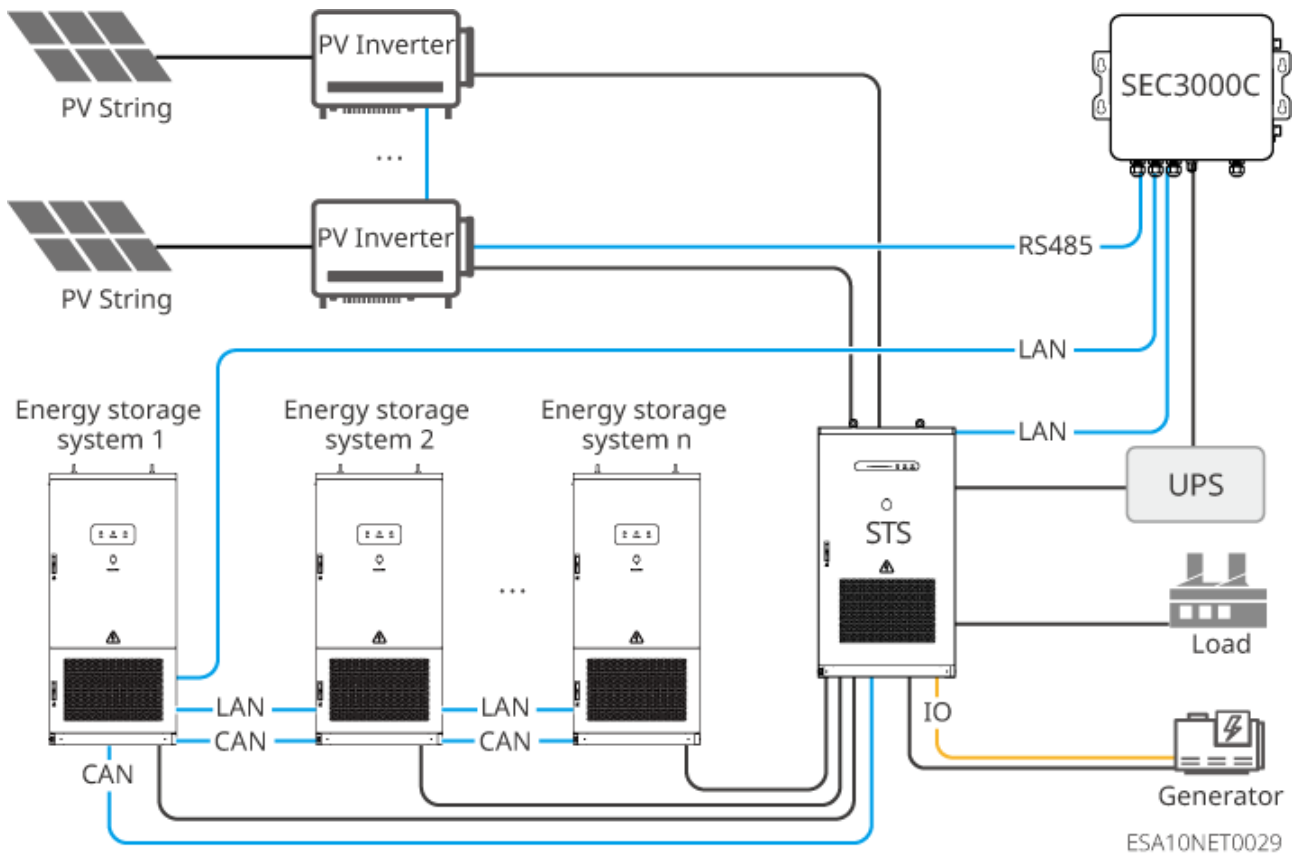 PV Inverter
SEC3000C
PV String
...
PV Inverter
RS485
PV String
LAN
Energy storage
system 1
Energy storage
system 2
Energy storage
system n
LAN
UPS
STS
...
Load
LAN
LAN
IO
CAN
CAN
CAN
Generator
ESA10NET0029